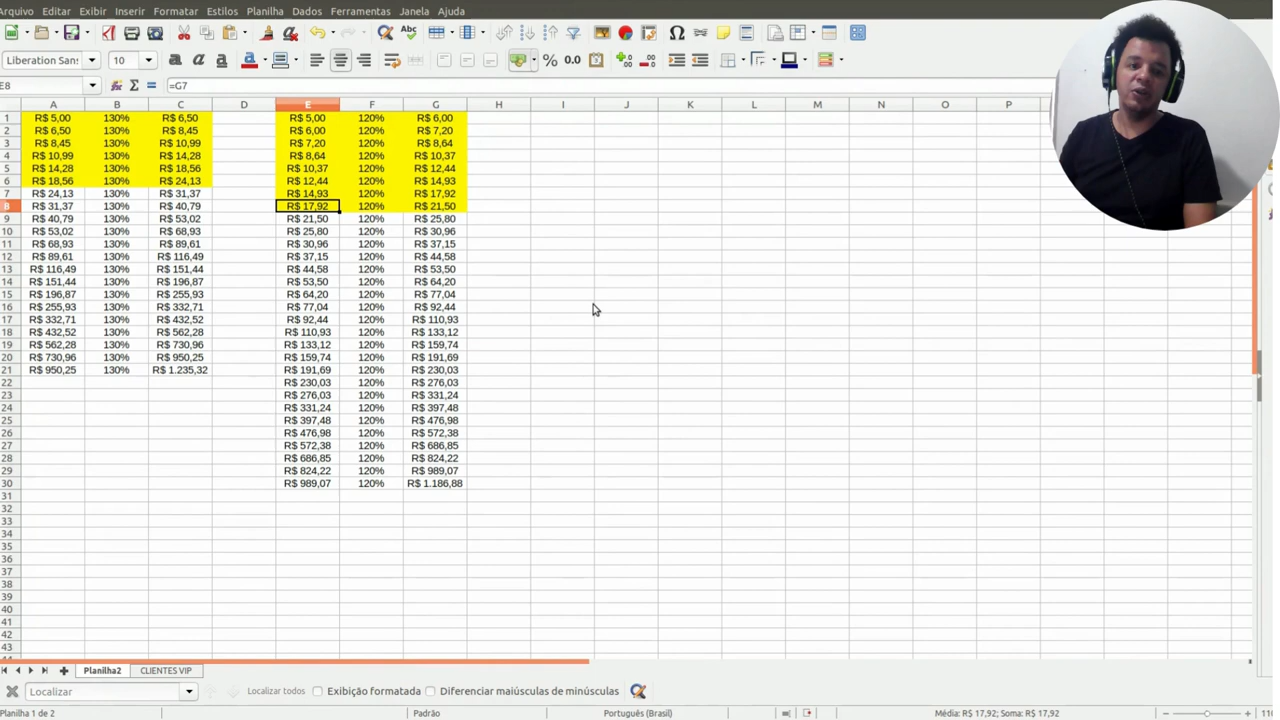 Arquivo Editar Exibir Inserir Formatar Estilos Planilha Dados Ferramentas Janela Ajuda
Liberation Sans 10
E8 =G7
A B C D E F G H I J K L M N O P
1 R$ 5,00 130% R$ 6,50 R$ 5,00 120% R$ 6,00
2 R$ 6,50 130% R$ 8,45 R$ 6,00 120% R$ 7,20
3 R$ 8,45 130% R$ 10,99 R$ 7,20 120% R$ 8,64
4 R$ 10,99 130% R$ 14,28 R$ 8,64 120% R$ 10,37
5 R$ 14,28 130% R$ 18,56 R$ 10,37 120% R$ 12,44
6 R$ 18,56 130% R$ 24,13 R$ 12,44 120% R$ 14,93
7 R$ 24,13 130% R$ 31,37 R$ 14,93 120% R$ 17,92
8 R$ 31,37 130% R$ 40,79 R$ 17,92 120% R$ 21,50
9 R$ 40,79 130% R$ 53,02 R$ 21,50 120% R$ 25,80
10 R$ 53,02 130% R$ 68,93 R$ 25,80 120% R$ 30,96
11 R$ 68,93 130% R$ 89,61 R$ 30,96 120% R$ 37,15
12 R$ 89,61 130% R$ 116,49 R$ 37,15 120% R$ 44,58
13 R$ 116,49 130% R$ 151,44 R$ 44,58 120% R$ 53,50
14 R$ 151,44 130% R$ 196,87 R$ 53,50 120% R$ 64,20
15 R$ 196,87 130% R$ 255,93 R$ 64,20 120% R$ 77,04
16 R$ 255,93 130% R$ 332,71 R$ 77,04 120% R$ 92,44
17 R$ 332,71 130% R$ 432,52 R$ 92,44 120% R$ 110,93
18 R$ 432,52 130% R$ 562,28 R$ 110,93 120% R$ 133,12
19 R$ 562,28 130% R$ 730,96 R$ 133,12 120% R$ 159,74
20 R$ 730,96 130% R$ 950,25 R$ 159,74 120% R$ 191,69
21 R$ 950,25 130% R$ 1.235,32 R$ 191,69 120% R$ 230,03
22 R$ 230,03 120% R$ 276,03
23 R$ 276,03 120% R$ 331,24
24 R$ 331,24 120% R$ 397,48
25 R$ 397,48 120% R$ 476,98
26 R$ 476,98 120% R$ 572,38
27 R$ 572,38 120% R$ 686,85
28 R$ 686,85 120% R$ 824,22
29 R$ 824,22 120% R$ 989,07
30 R$ 989,07 120% R$ 1.186,88
31
32
33
34
35
36
37
38
39
40
41
42
43
Planilha2 CLIENTES VIP
Localizar Localizar todos Exibição formatada Diferenciar maiúsculas de minúsculas
Planilha 1 de 2 Padrão Português (Brasil) Média: R$ 17,92; Soma: R$ 17,92